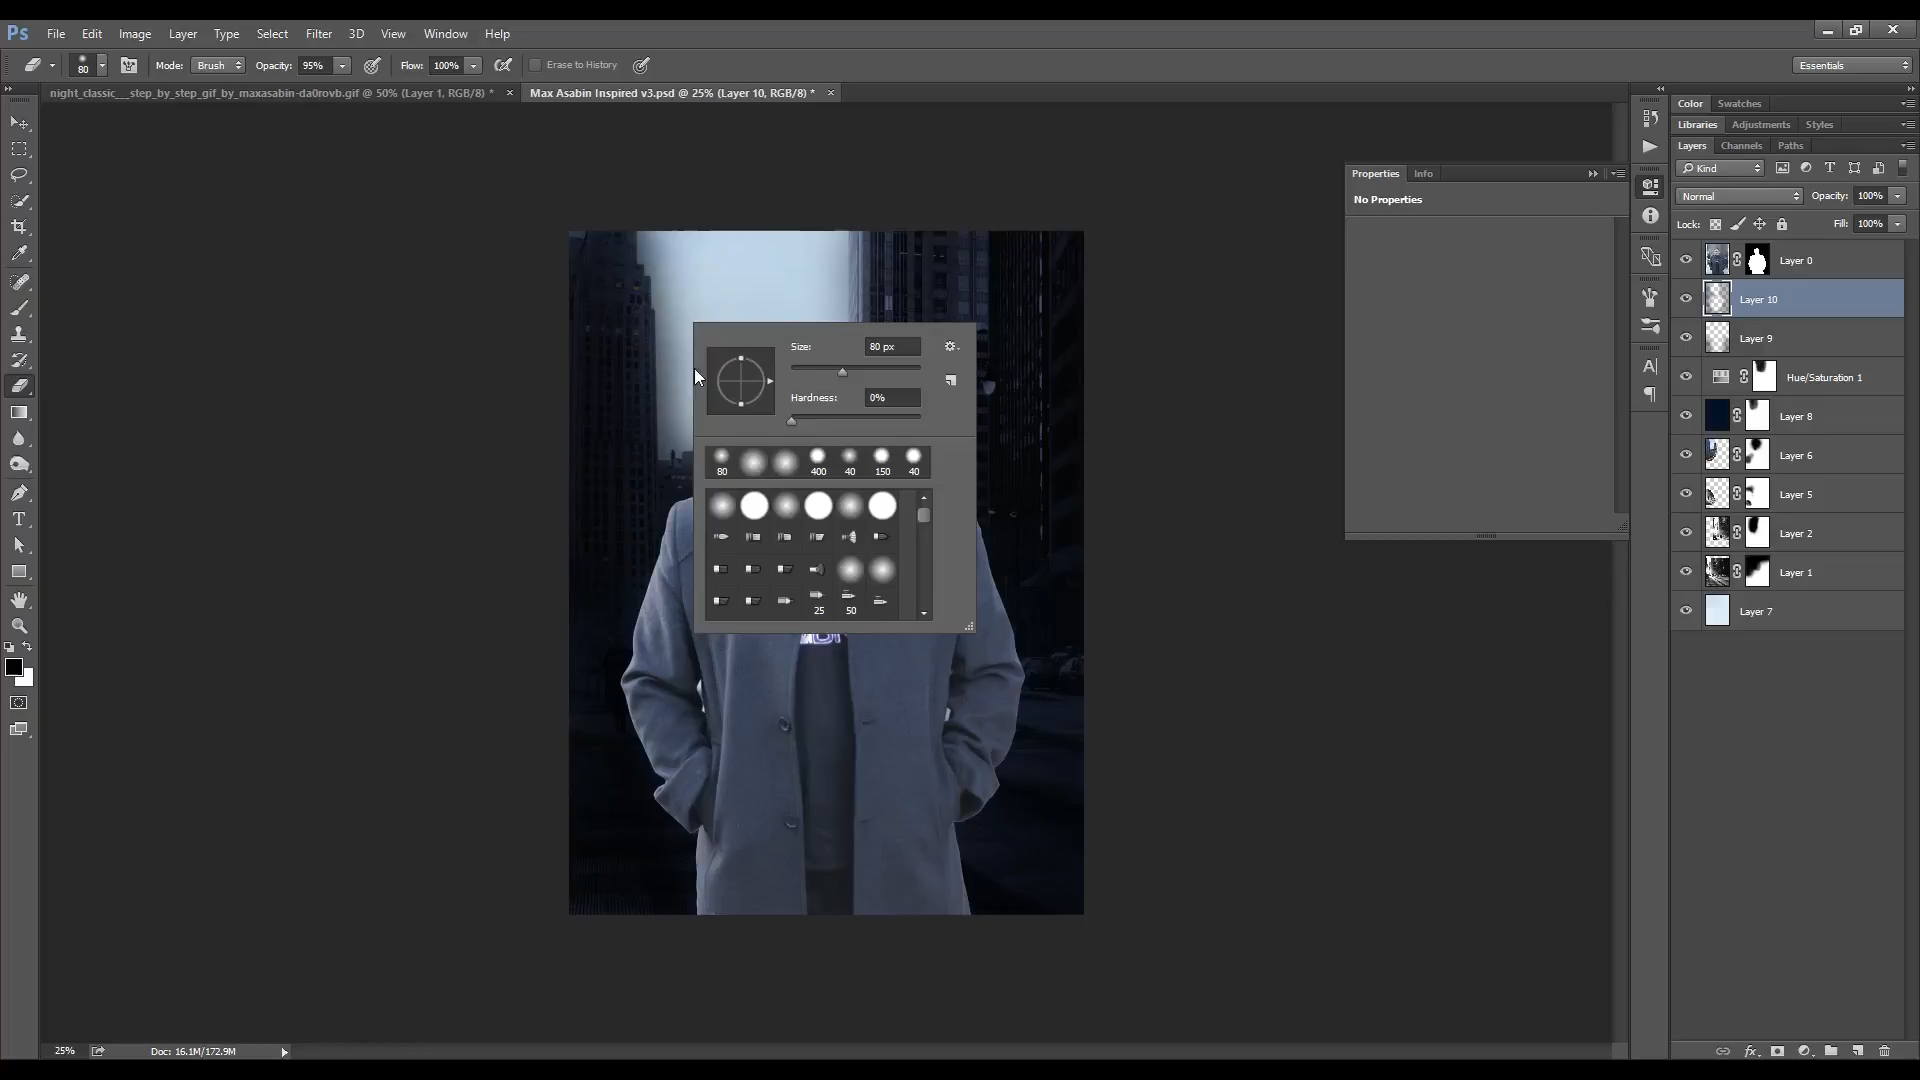 Ps File Edit Image Layer Type Select Filter 3D View Window Help
80 Mode: Brush Opacity: 95% Flow: 100% Erase to History Essentials
night_classic___step_by_step_gif_by_maxasabin-da0rovb.gif @ 50% (Layer 1, RGB/8) * × Max Asabin Inspired v3.psd @ 25% (Layer 10, RGB/8) * ×
Color Swatches
Libraries Adjustments Styles
Layers Channels Paths
Kind
Normal Opacity: 100%
Lock: Fill: 100%
Properties Info
No Properties
Layer 0
Layer 10
Layer 9
Hue/Saturation 1
Layer 8
Layer 6
Layer 5
Layer 2
Layer 1
Layer 7
Size: 80 px
Hardness: 0%
80 400 40 150 40
25 50
25% Doc: 16.1M/172.9M